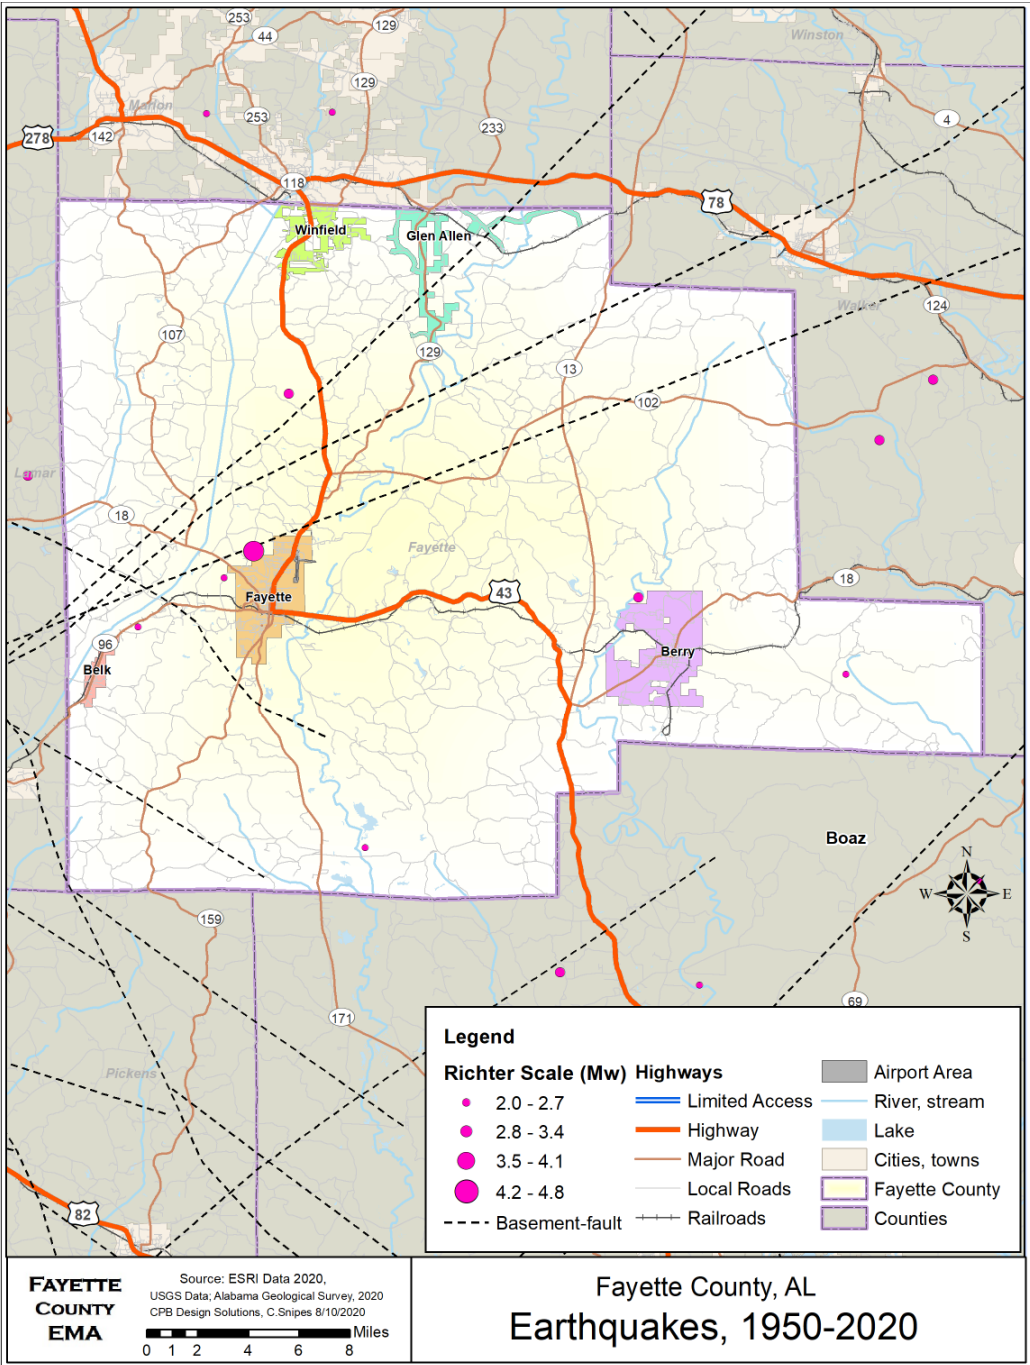 253
44
129
Winston
129
Marion
253
4
278
142
233
118
78
Winfield
Glen Allen
Walker
124
107
129
13
102
Lamar
18
Fayette
Fayette
43
18
96
Belk
Berry
Boaz
N
W
E
S
159
69
171
Pickens
82
Legend
Richter Scale (Mw)
2.0 - 2.7
2.8 - 3.4
3.5 - 4.1
4.2 - 4.8
Basement-fault
Highways
Limited Access
Highway
Major Road
Local Roads
Railroads
Airport Area
River, stream
Lake
Cities, towns
Fayette County
Counties
FAYETTE
COUNTY
EMA
Source: ESRI Data 2020,
USGS Data; Alabama Geological Survey, 2020
CPB Design Solutions, C.Snipes 8/10/2020
Miles
0 1 2 4 6 8
Fayette County, AL
Earthquakes, 1950-2020